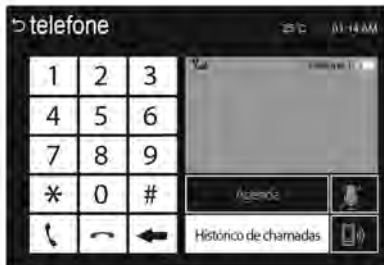 telefone
25°C 01:14 AM
1 2 3
4 5 6
7 8 9
* 0 #
Agenda
Histórico de chamadas